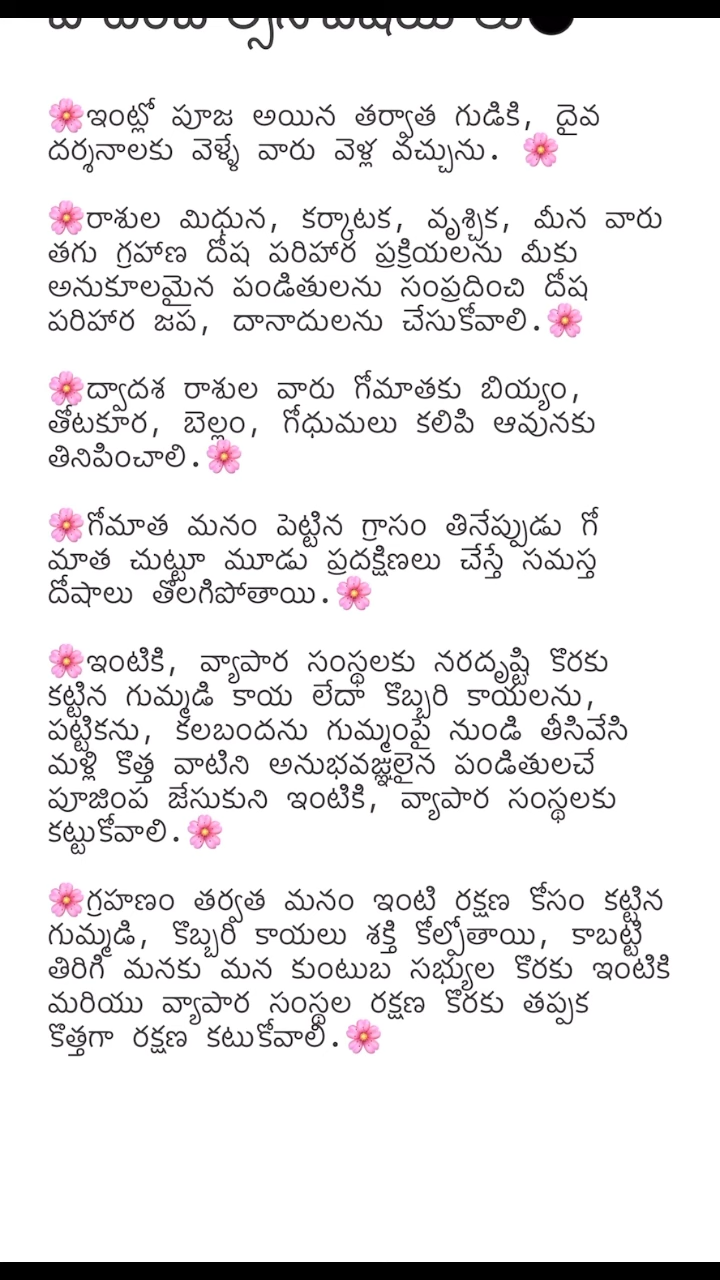 🌸ఇంట్లో పూజ అయిన తర్వాత గుడికి, దైవ
దర్శనాలకు వెళ్ళే వారు వెళ్ల వచ్చును. 🌸
🌸రాశుల మిధున, కర్కాటక, వృశ్చిక, మీన వారు
తగు గ్రహాణ దోష పరిహార ప్రక్రియలను మీకు
అనుకూలమైన పండితులను సంప్రదించి దోష
పరిహార జప, దానాదులను చేసుకోవాలి.🌸
🌸ద్వాదశ రాశుల వారు గోమాతకు బియ్యం,
తోటకూర, బెల్లం, గోధుమలు కలిపి ఆవునకు
తినిపించాలి.🌸
🌸గోమాత మనం పెట్టిన గ్రాసం తినేప్పుడు గో
మాత చుట్టూ మూడు ప్రదక్షిణలు చేస్తే సమస్త
దోషాలు తొలగిపోతాయి.🌸
🌸ఇంటికి, వ్యాపార సంస్థలకు నరదృష్టి కొరకు
కట్టిన గుమ్మడి కాయ లేదా కొబ్బరి కాయలను,
పట్టికను, కలబందను గుమ్మంపై నుండి తీసివేసి
మళ్లి కొత్త వాటిని అనుభవజ్ఞులైన పండితులచే
పూజింప జేసుకుని ఇంటికి, వ్యాపార సంస్థలకు
కట్టుకోవాలి.🌸
🌸గ్రహణం తర్వత మనం ఇంటి రక్షణ కోసం కట్టిన
గుమ్మడి, కొబ్బరి కాయలు శక్తి కోల్పోతాయి, కాబట్టి
తిరిగి మనకు మన కుంటుబ సభ్యుల కొరకు ఇంటికి
మరియు వ్యాపార సంస్థల రక్షణ కొరకు తప్పక
కొత్తగా రక్షణ కటుకోవాలి.🌸